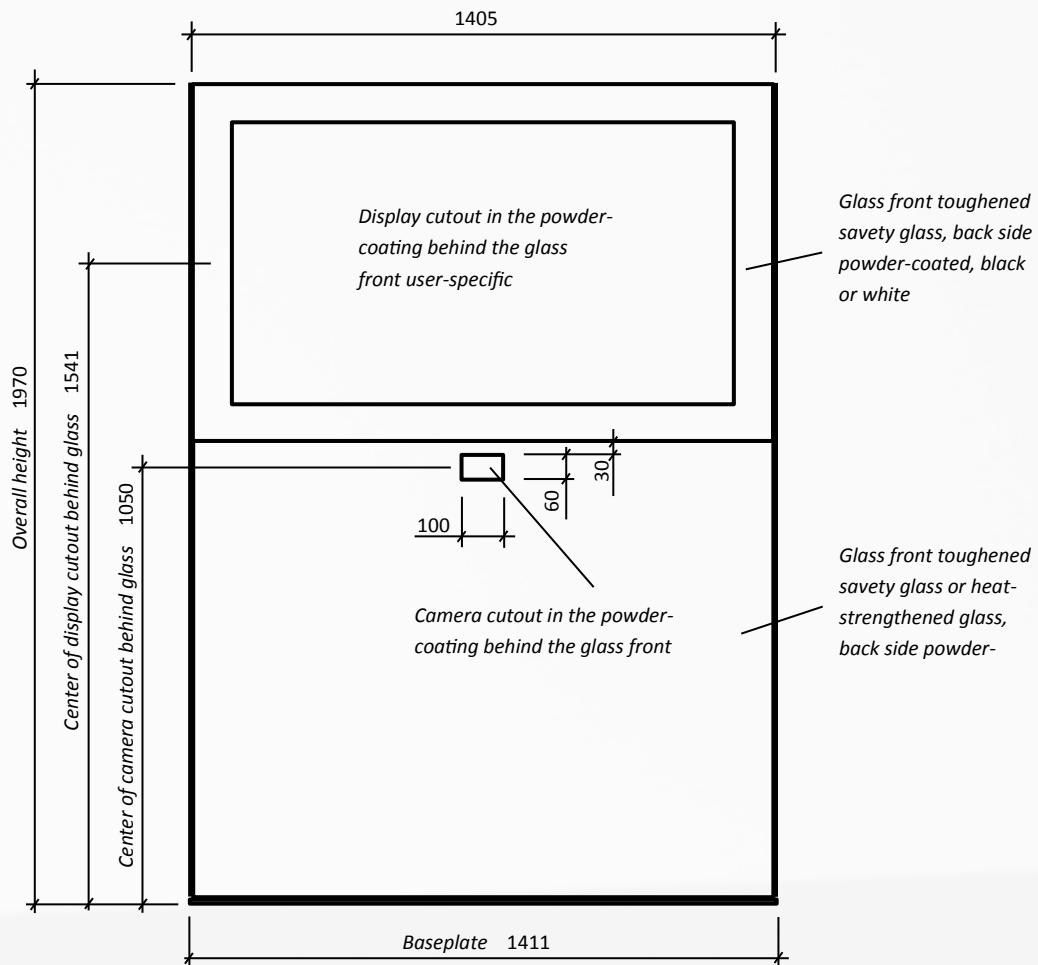 1405
Display cutout in the powder-
coating behind the glass
front user-specific
Glass front toughened
savety glass, back side
powder-coated, black
or white
Overall height 1970
Center of display cutout behind glass 1541
Center of camera cutout behind glass 1050
30
60
100
Camera cutout in the powder-
coating behind the glass front
Glass front toughened
savety glass or heat-
strengthened glass,
back side powder-
Baseplate 1411